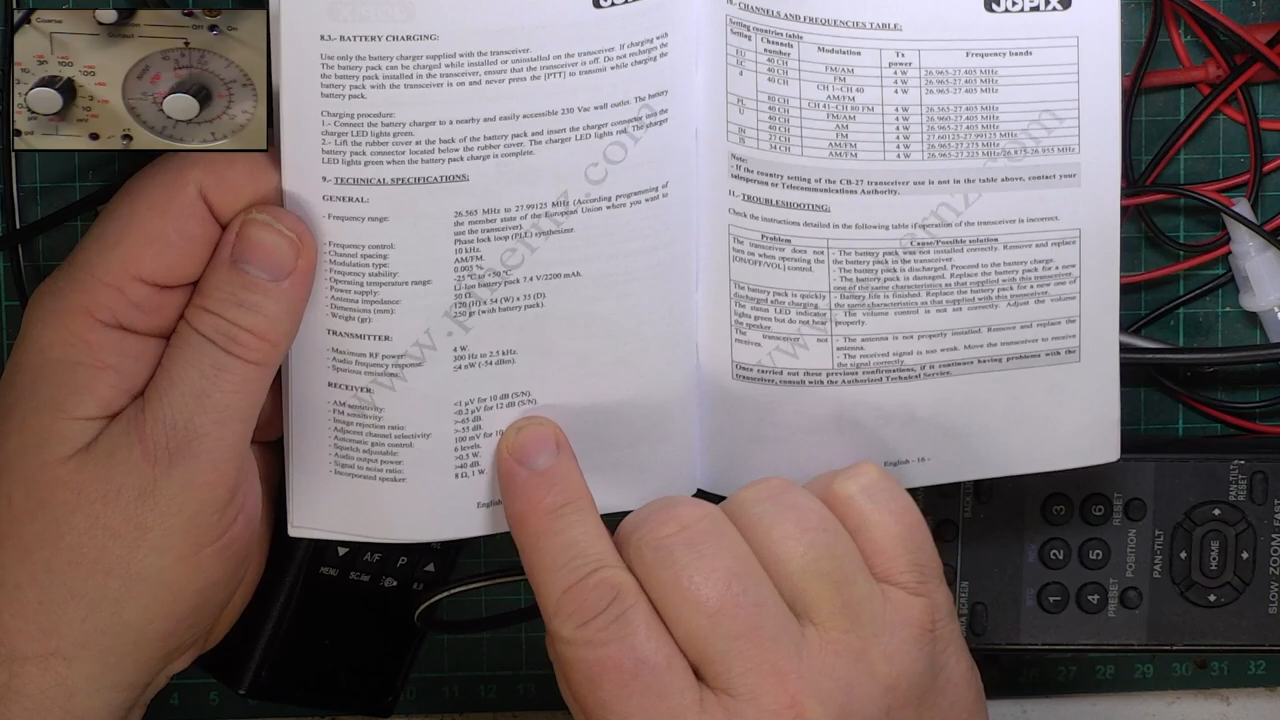 8.3.- BATTERY CHARGING:
Use only the battery charger supplied with the transceiver.
The battery pack can be charged while installed or uninstalled on the transceiver. If charging with
the battery pack installed in the transceiver, ensure that the transceiver is off. Do not recharges the
battery pack with the transceiver is on and never press the [PTT] to transmit while charging the
battery pack.
Charging procedure:
1.- Connect the battery charger to a nearby and easily accessible 230 Vac wall outlet. The battery
charger LED lights green.
2.- Lift the rubber cover at the back of the battery pack and insert the charger connector into the
battery pack connector located below the rubber cover. The charger LED lights red. The charger
LED lights green when the battery pack charge is complete.
9.- TECHNICAL SPECIFICATIONS:
GENERAL:
- Frequency range: 26.565 MHz to 27.99125 MHz (According programming of
the member state of the European Union where you want to
use the transceiver).
- Frequency control: Phase lock loop (PLL) synthesizer.
- Channel spacing: 10 kHz.
- Modulation type: AM/FM.
- Frequency stability: 0.005 %
- Operating temperature range: -25 °C to +50 °C.
- Power supply: Li-Ion battery pack 7.4 V/2200 mAh.
- Antenna impedance: 50 Ω
- Dimensions (mm): 120 (H) x 54 (W) x 35 (D).
- Weight (gr): 250 gr (with battery pack).
TRANSMITTER:
- Maximum RF power: 4 W.
- Audio frequency response: 300 Hz to 2.5 kHz.
- Spurious emissions: ≤4 nW (-54 dBm).
RECEIVER:
- AM sensitivity: <1 µV for 10 dB (S/N).
- FM sensitivity: <0.2 µV for 12 dB (S/N)
- Image rejection ratio: >-65 dB.
- Adjacent channel selectivity: >-55 dB.
- Automatic gain control: 100 mV for 10
- Squelch adjustable: 6 levels.
- Audio output power: >0.5 W.
- Signal to noise ratio: >40 dB.
- Incorporated speaker: 8 Ω, 1 W.
English
JOPIX
10.- CHANNELS AND FREQUENCIES TABLE:
Setting countries table
Setting Channels number Modulation Tx power Frequency bands
EU 40 CH FM/AM 4 W 26.965-27.405 MHz
EC 40 CH FM 4 W 26.965-27.405 MHz
d 40 CH CH 1~CH 40 AM/FM 4 W 26.965-27.405 MHz
80 CH CH 41~CH 80 FM 4 W 26.565-27.405 MHz
PL 40 CH FM/AM 4 W 26.960-27.405 MHz
U 40 CH AM 4 W 26.965-27.405 MHz
FM 4 W 27.60125-27.99125 MHz
IN 27 CH AM/FM 4 W 26.965-27.275 MHz
IS 34 CH AM/FM 4 W 26.965-27.225 MHz/26.875-26.955 MHz
Note:
- If the country setting of the CB-27 transceiver use is not in the table above, contact your
salesperson or Telecommunications Authority.
11.- TROUBLESHOOTING:
Check the instructions detailed in the following table if operation of the transceiver is incorrect.
Problem Cause/Possible solution
The transceiver does not turn on when operating the [ON/OFF/VOL] control.
- The battery pack was not installed correctly. Remove and replace
the battery pack in the transceiver.
- The battery pack is discharged. Proceed to the battery charge.
- The battery pack is damaged. Replace the battery pack for a new
one of the same characteristics as that supplied with this transceiver.
The battery pack is quickly discharged after charging.
- Battery life is finished. Replace the battery pack for a new one of
the same characteristics as that supplied with this transceiver.
The status LED indicator lights green but do not hear the speaker.
- The volume control is not set correctly. Adjust the volume
properly.
The transceiver not receives.
- The antenna is not properly installed. Remove and replace the
antenna.
- The received signal is too weak. Move the transceiver to receive
the signal correctly.
Once carried out these previous confirmations, if it continues having problems with the
transceiver, consult with the Authorized Technical Service.
English - 16 -
Coarse
Output
Off
On
A/F P
MENU SC.list
3 6 RESET
2 5 POSITION PAN-TILT
1 4 PRESET
HOME
PAN-TILT
RESET
SLOW ZOOM FAST
4 5 10 11 12 13 28 29 30 31 32